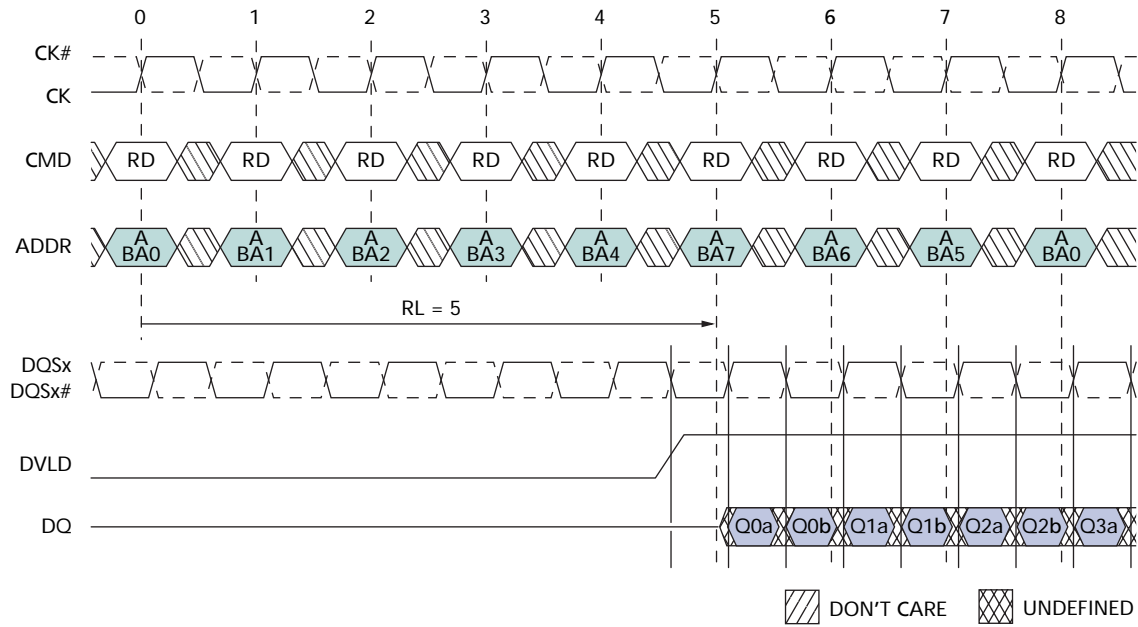 0 1 2 3 4 5 6 7 8
CK#
CK
CMD RD RD RD RD RD RD RD RD RD
ADDR A A A A A A A A A
BA0 BA1 BA2 BA3 BA4 BA7 BA6 BA5 BA0
RL = 5
DQSx
DQSx#
DVLD
DQ Q0a Q0b Q1a Q1b Q2a Q2b Q3a
DON'T CARE UNDEFINED